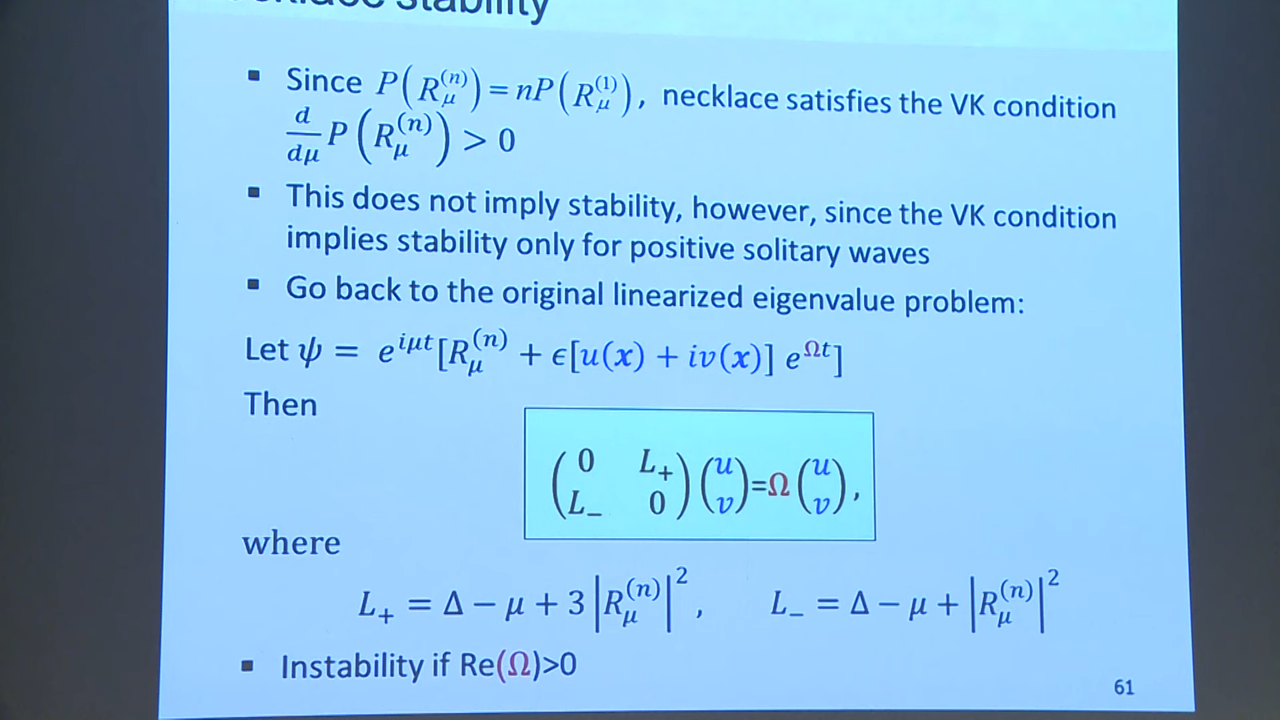 stability
▪ Since P(R_μ^(n)) = nP(R_μ^(1)), necklace satisfies the VK condition
d/dμ P(R_μ^(n)) > 0
▪ This does not imply stability, however, since the VK condition
implies stability only for positive solitary waves
▪ Go back to the original linearized eigenvalue problem:
Let ψ = e^{iμt}[R_μ^(n) + ϵ[u(x) + iv(x)] e^{Ωt}]
Then
(0 L₊
L₋ 0) (u
v)=Ω(u
v),
where
L₊ = Δ − μ + 3|R_μ^(n)|², L₋ = Δ − μ + |R_μ^(n)|²
▪ Instability if Re(Ω)>0
61